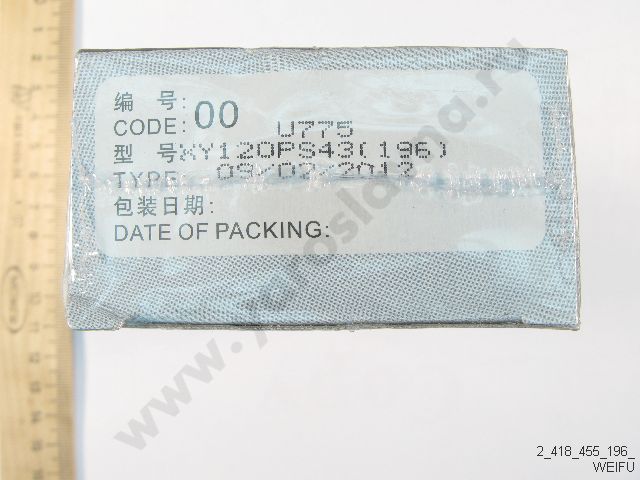 编 号:
CODE: 00
U775
型 号: XY120PS43(196)
TYPE: 09/02/2012
包装日期:
DATE OF PACKING:
2_418_455_196_
WEIFU